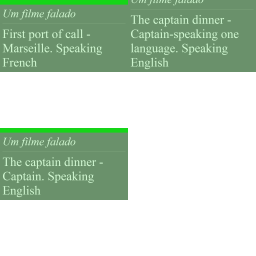 Um filme falado
First port of call -
Marseille. Speaking
French
Um filme falado
The captain dinner -
Captain-speaking one
language. Speaking
English
Um filme falado
The captain dinner -
Captain. Speaking
English